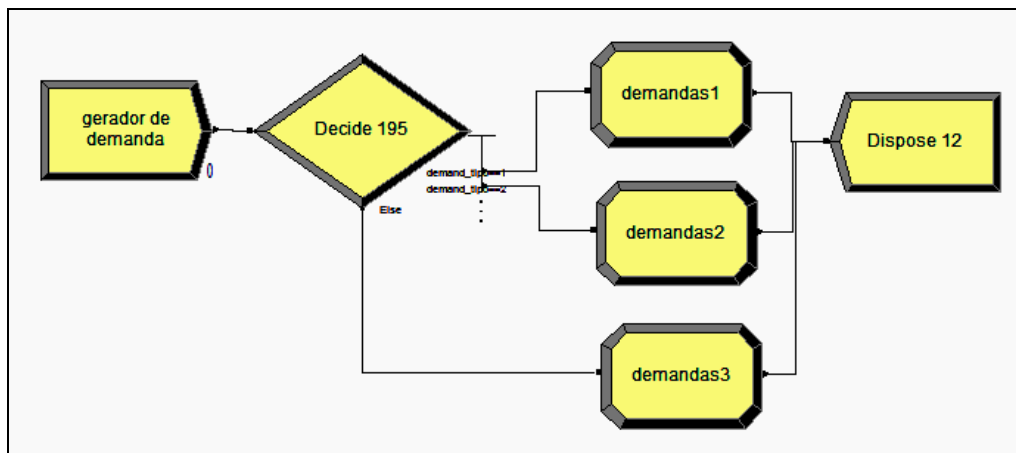 gerador de
demanda
0
Decide 195
demand_tipo==1
demand_tipo==2
Else
demandas1
demandas2
demandas3
Dispose 12